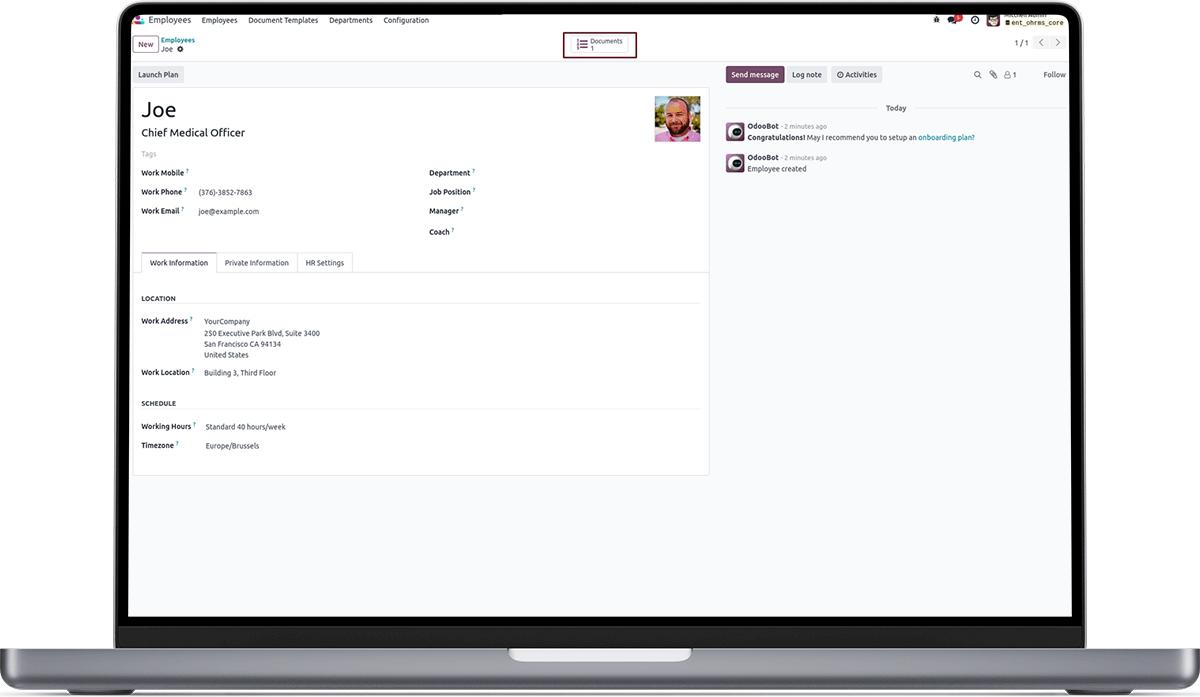 Employees Employees Document Templates Departments Configuration
Mitchell Admin
ent_ohrms_core
New
Employees
Joe
Documents
1
1 / 1
Launch Plan
Send message Log note Activities 1 Follow
Joe
Chief Medical Officer
Tags
Work Mobile ?
Work Phone ? (376)-3852-7863
Work Email ? joe@example.com
Department ?
Job Position ?
Manager ?
Coach ?
Work Information Private Information HR Settings
LOCATION
Work Address ? YourCompany
250 Executive Park Blvd, Suite 3400
San Francisco CA 94134
United States
Work Location ? Building 3, Third Floor
SCHEDULE
Working Hours ? Standard 40 hours/week
Timezone ? Europe/Brussels
Today
OdooBot - 2 minutes ago
Congratulations! May I recommend you to setup an onboarding plan?
OdooBot - 2 minutes ago
Employee created